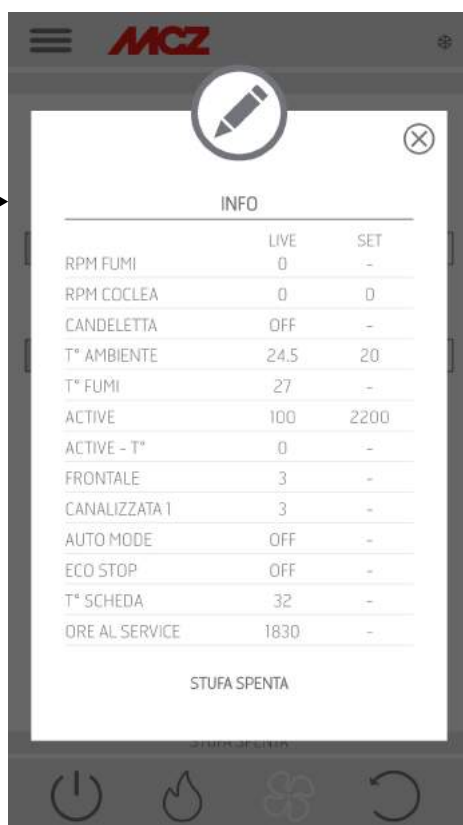 MCZ
INFO
LIVE SET
RPM FUMI 0 -
RPM COCLEA 0 0
CANDELETTA OFF -
T° AMBIENTE 24.5 20
T° FUMI 27 -
ACTIVE 100 2200
ACTIVE - T° 0 -
FRONTALE 3 -
CANALIZZATA 1 3 -
AUTO MODE OFF -
ECO STOP OFF -
T° SCHEDA 32 -
ORE AL SERVICE 1830 -
STUFA SPENTA
STUFA SPENTA